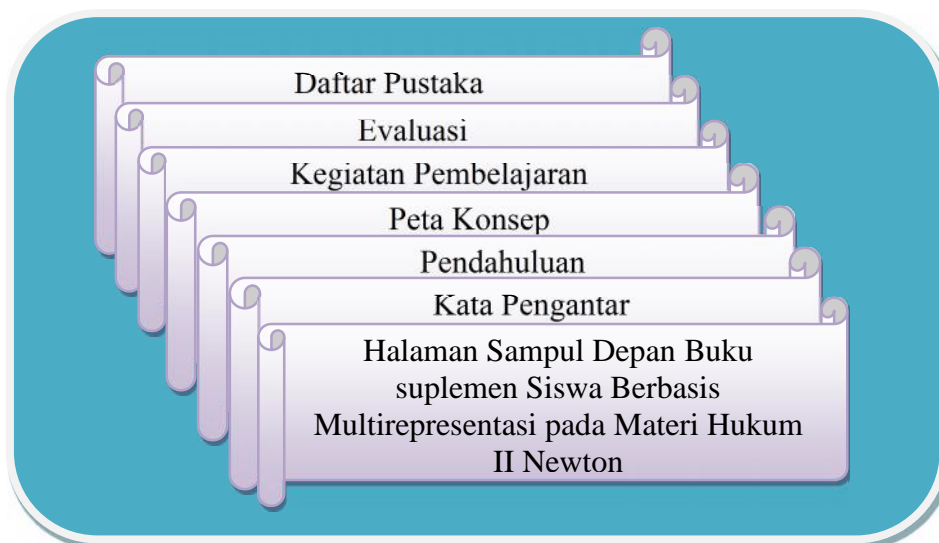 Daftar Pustaka
Evaluasi
Kegiatan Pembelajaran
Peta Konsep
Pendahuluan
Kata Pengantar
Halaman Sampul Depan Buku
suplemen Siswa Berbasis
Multirepresentasi pada Materi Hukum
II Newton